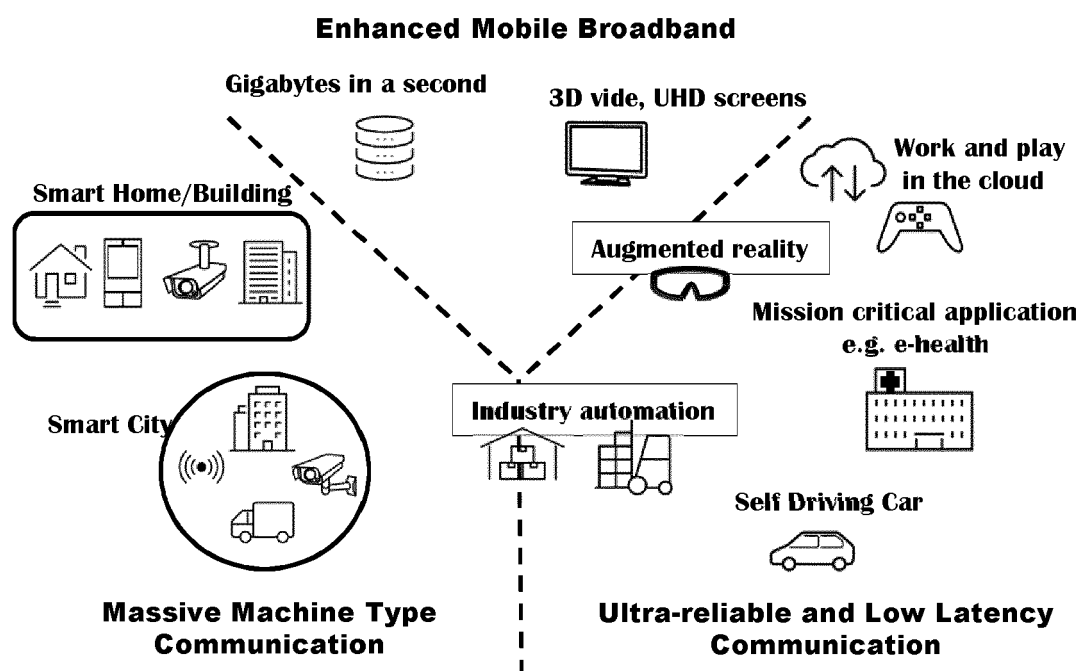 Enhanced Mobile Broadband
Gigabytes in a second
3D vide, UHD screens
Work and play
in the cloud
Smart Home/Building
Augmented reality
Mission critical application
e.g. e-health
Industry automation
Smart City
Self Driving Car
Massive Machine Type
Communication
Ultra-reliable and Low Latency
Communication